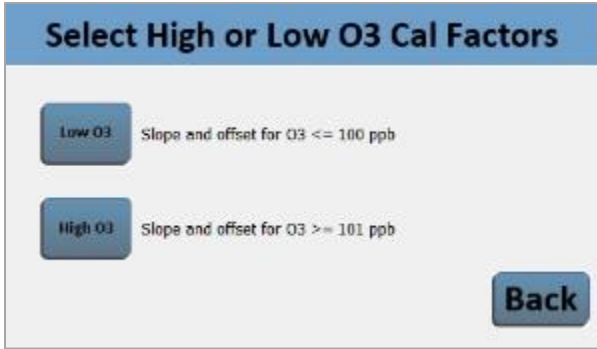 Select High or Low O3 Cal Factors
Low O3
Slope and offset for O3 <= 100 ppb
High O3
Slope and offset for O3 >= 101 ppb
Back